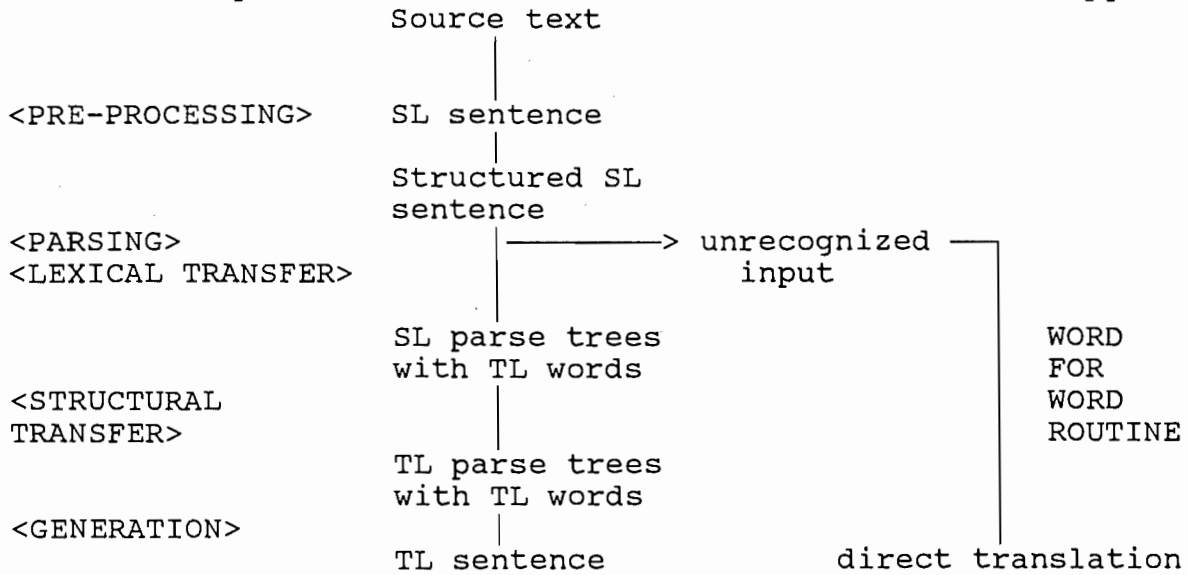 Source text
<PRE-PROCESSING> SL sentence
Structured SL
sentence
<PARSING> unrecognized
<LEXICAL TRANSFER> input
SL parse trees WORD
with TL words FOR
<STRUCTURAL WORD
TRANSFER> ROUTINE
TL parse trees
with TL words
<GENERATION>
TL sentence direct translation